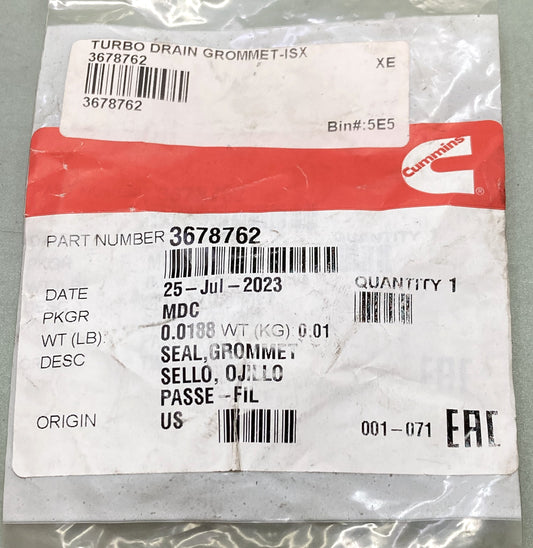 TURBO DRAIN GROMMET-ISX
3678762 XE
3678762
Bin#:5E5
Cummins
®
PART NUMBER 3678762
DATE 25-Jul-2023 QUANTITY 1
PKGR MDC
WT (LB): 0.0188 WT (KG) 0.01
DESC SEAL,GROMMET
SELLO, OJILLO
PASSE-FIL
ORIGIN US 001-071 EAC